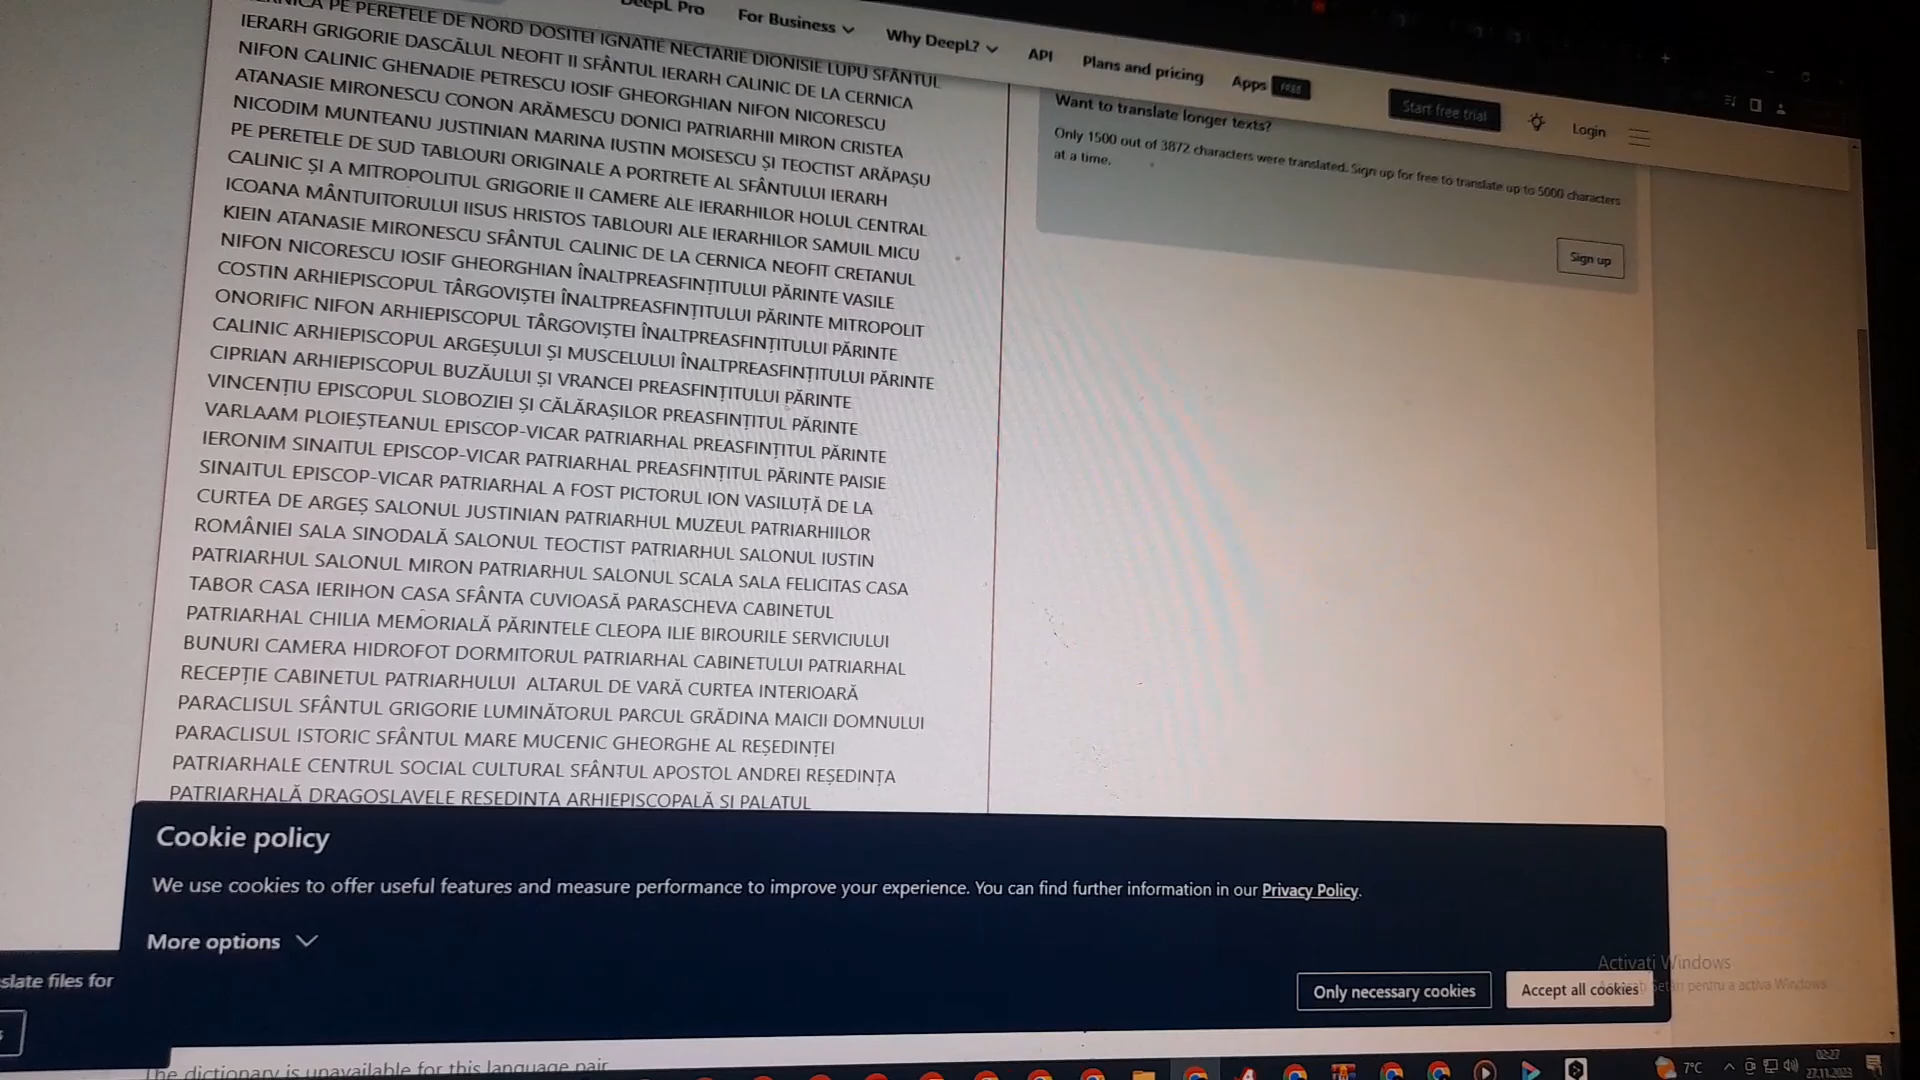 DeepL Pro
For Business
Why DeepL?
API
Plans and pricing
Apps FREE
Start free trial
Login
PE PERETELE DE NORD DOSITEI IGNATIE NECTARIE DIONISIE LUPU SFÂNTUL
IERARH GRIGORIE DASCĂLUL NEOFIT II SFÂNTUL IERARH CALINIC DE LA CERNICA
NIFON CALINIC GHENADIE PETRESCU IOSIF GHEORGHIAN NIFON NICORESCU
ATANASIE MIRONESCU CONON ARĂMESCU DONICI PATRIARHII MIRON CRISTEA
NICODIM MUNTEANU JUSTINIAN MARINA IUSTIN MOISESCU ȘI TEOCTIST ARĂPAȘU
PE PERETELE DE SUD TABLOURI ORIGINALE A PORTRETE AL SFÂNTULUI IERARH
CALINIC ȘI A MITROPOLITUL GRIGORIE II CAMERE ALE IERARHILOR HOLUL CENTRAL
ICOANA MÂNTUITORULUI IISUS HRISTOS TABLOURI ALE IERARHILOR SAMUIL MICU
KIEIN ATANASIE MIRONESCU SFÂNTUL CALINIC DE LA CERNICA NEOFIT CRETANUL
NIFON NICORESCU IOSIF GHEORGHIAN ÎNALTPREASFINȚITULUI PĂRINTE VASILE
COSTIN ARHIEPISCOPUL TÂRGOVIȘTEI ÎNALTPREASFINȚITULUI PĂRINTE MITROPOLIT
ONORIFIC NIFON ARHIEPISCOPUL TÂRGOVIȘTEI ÎNALTPREASFINȚITULUI PĂRINTE
CALINIC ARHIEPISCOPUL ARGEȘULUI ȘI MUSCELULUI ÎNALTPREASFINȚITULUI PĂRINTE
CIPRIAN ARHIEPISCOPUL BUZĂULUI ȘI VRANCEI PREASFINȚITULUI PĂRINTE
VINCENȚIU EPISCOPUL SLOBOZIEI ȘI CĂLĂRAȘILOR PREASFINȚITUL PĂRINTE
VARLAAM PLOIEȘTEANUL EPISCOP-VICAR PATRIARHAL PREASFINȚITUL PĂRINTE
IERONIM SINAITUL EPISCOP-VICAR PATRIARHAL PREASFINȚITUL PĂRINTE PAISIE
SINAITUL EPISCOP-VICAR PATRIARHAL A FOST PICTORUL ION VASILUȚĂ DE LA
CURTEA DE ARGEȘ SALONUL JUSTINIAN PATRIARHUL MUZEUL PATRIARHIILOR
ROMÂNIEI SALA SINODALĂ SALONUL TEOCTIST PATRIARHUL SALONUL IUSTIN
PATRIARHUL SALONUL MIRON PATRIARHUL SALONUL SCALA SALA FELICITAS CASA
TABOR CASA IERIHON CASA SFÂNTA CUVIOASĂ PARASCHEVA CABINETUL
PATRIARHAL CHILIA MEMORIALĂ PĂRINTELE CLEOPA ILIE BIROURILE SERVICIULUI
BUNURI CAMERA HIDROFOT DORMITORUL PATRIARHAL CABINETULUI PATRIARHAL
RECEPȚIE CABINETUL PATRIARHULUI ALTARUL DE VARĂ CURTEA INTERIOARĂ
PARACLISUL SFÂNTUL GRIGORIE LUMINĂTORUL PARCUL GRĂDINA MAICII DOMNULUI
PARACLISUL ISTORIC SFÂNTUL MARE MUCENIC GHEORGHE AL REȘEDINȚEI
PATRIARHALE CENTRUL SOCIAL CULTURAL SFÂNTUL APOSTOL ANDREI REȘEDINȚA
PATRIARHALĂ DRAGOSLAVELE REȘEDINȚA ARHIEPISCOPALĂ ȘI PALATUL
Want to translate longer texts?
Only 1500 out of 3872 characters were translated. Sign up for free to translate up to 5000 characters
at a time.
Sign up
Cookie policy
We use cookies to offer useful features and measure performance to improve your experience. You can find further information in our Privacy Policy.
More options
slate files for
Only necessary cookies
Accept all cookies
Activați Windows
pentru a activa Windows.
The dictionary is unavailable for this language pair
7°C
02:27
27.11.2023